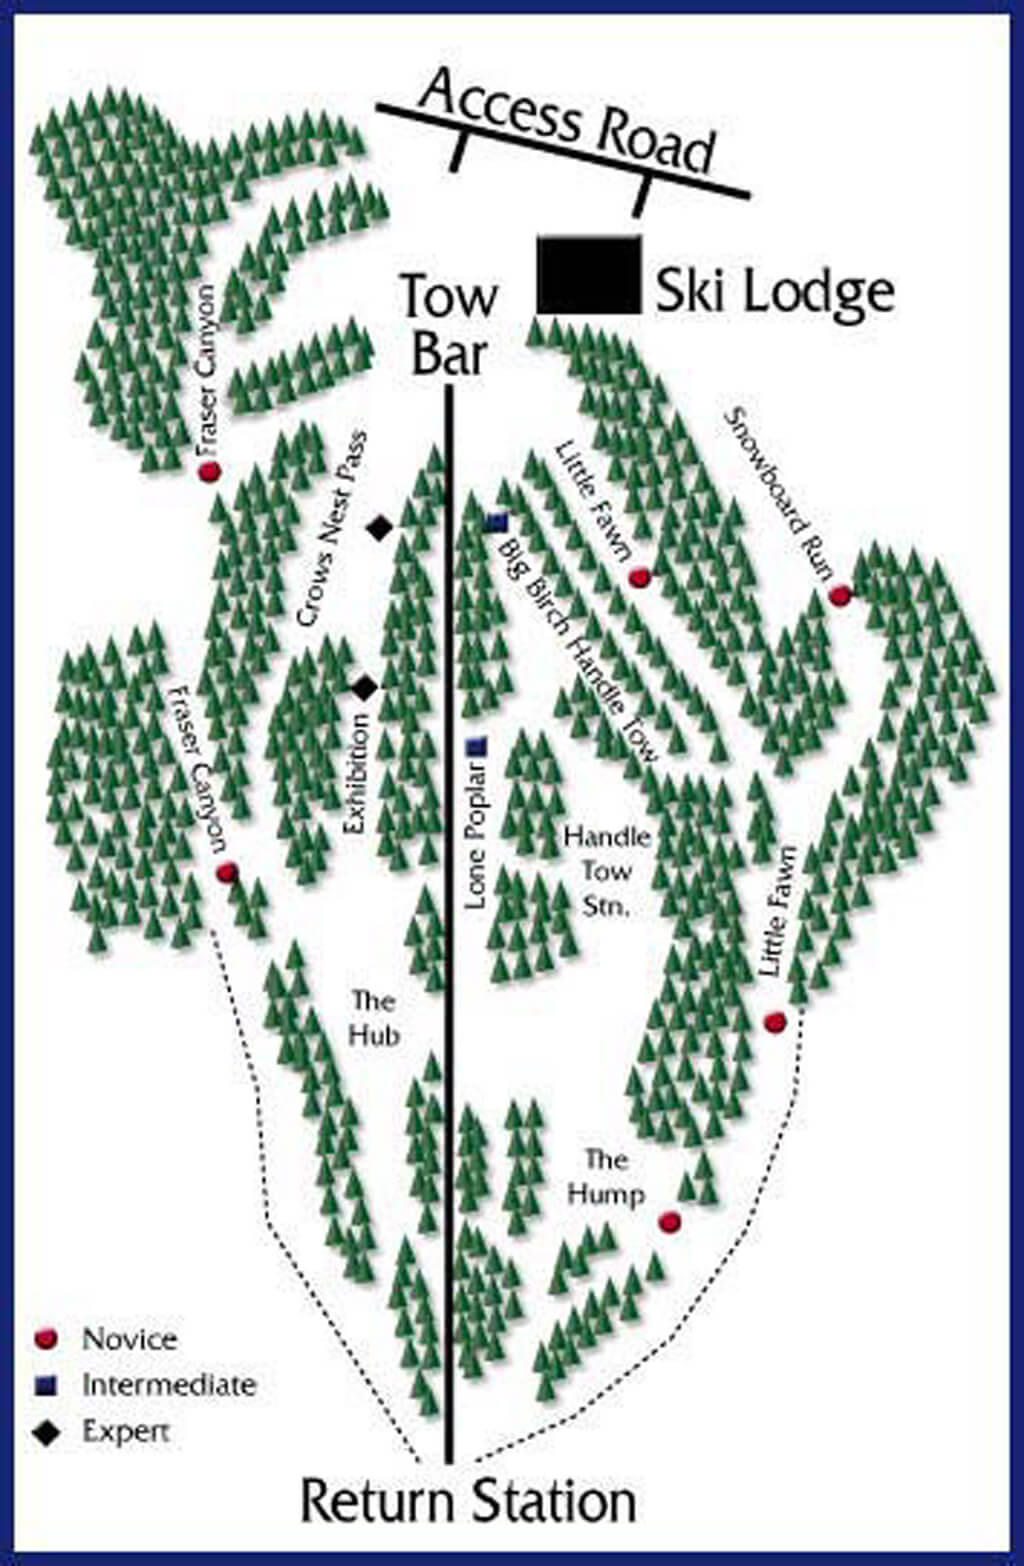 Access Road
Ski Lodge
Tow
Bar
Fraser Canyon
Crows Nest Pass
Little Fawn
Snowboard Run
Big Birch Handle Tow
Fraser Canyon
Exhibition
Lone Poplar
Handle
Tow
Stn.
Little Fawn
The
Hub
The
Hump
Novice
Intermediate
Expert
Return Station